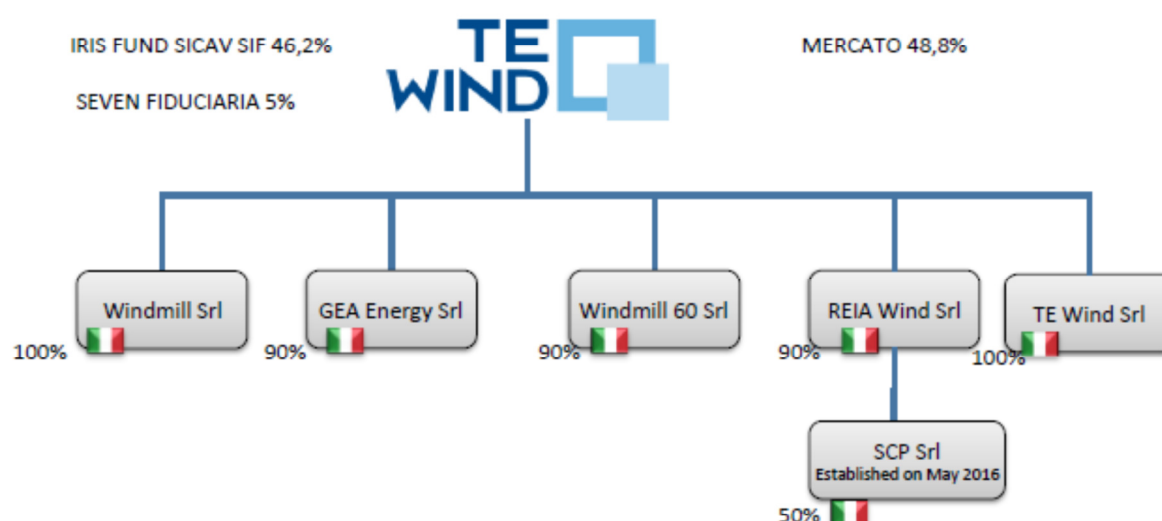 IRIS FUND SICAV SIF 46,2%
TE
WIND
MERCATO 48,8%
SEVEN FIDUCIARIA 5%
Windmill Srl
100%
GEA Energy Srl
90%
Windmill 60 Srl
90%
REIA Wind Srl
90%
TE Wind Srl
100%
SCP Srl
Established on May 2016
50%